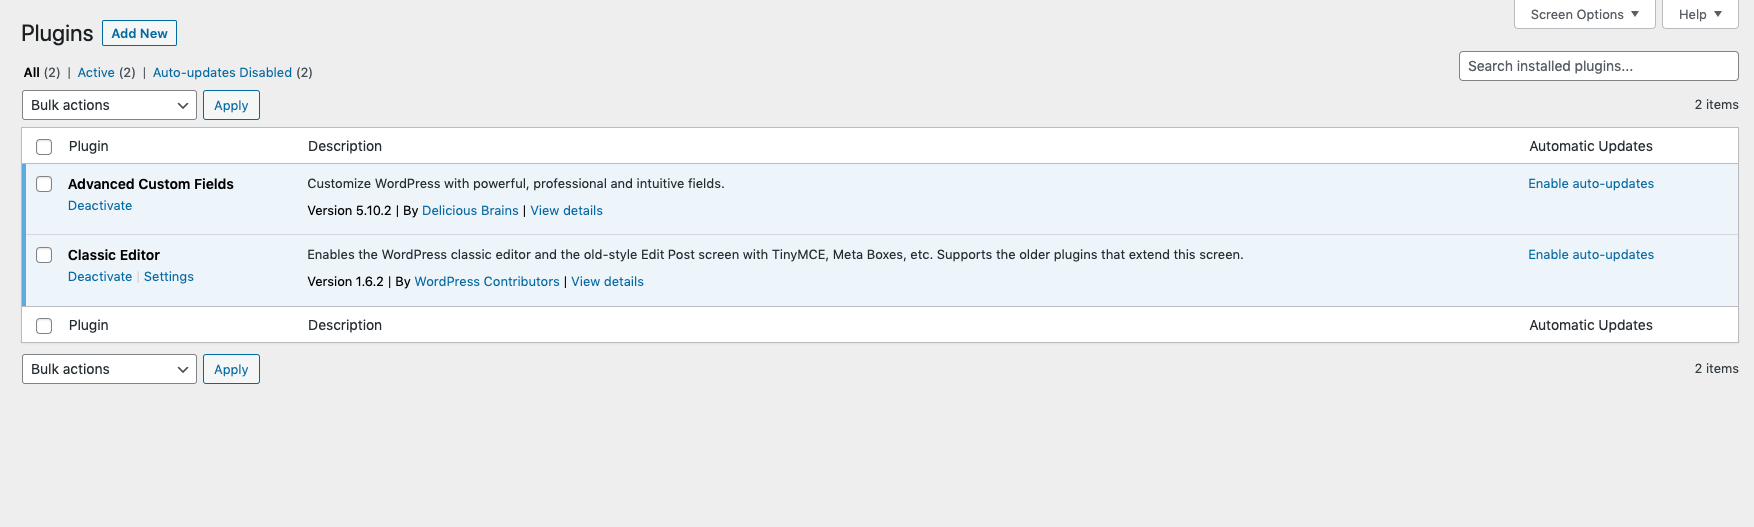 Screen Options ▼ Help ▼
Plugins Add New
All (2) | Active (2) | Auto-updates Disabled (2)
Search installed plugins...
Bulk actions Apply 2 items
Plugin Description Automatic Updates
Advanced Custom Fields Customize WordPress with powerful, professional and intuitive fields. Enable auto-updates
Deactivate
Version 5.10.2 | By Delicious Brains | View details
Classic Editor Enables the WordPress classic editor and the old-style Edit Post screen with TinyMCE, Meta Boxes, etc. Supports the older plugins that extend this screen. Enable auto-updates
Deactivate | Settings
Version 1.6.2 | By WordPress Contributors | View details
Plugin Description Automatic Updates
Bulk actions Apply 2 items